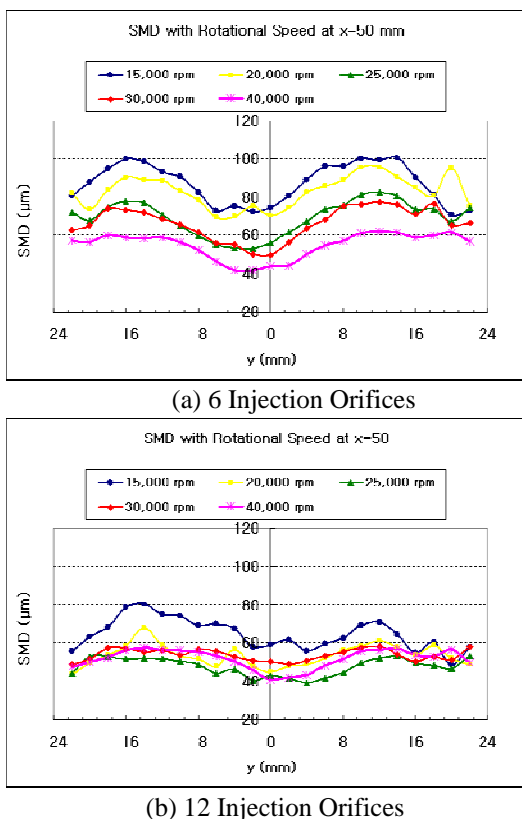 SMD with Rotational Speed at x-50 mm
15,000 rpm 20,000 rpm 25,000 rpm
30,000 rpm 40,000 rpm
120
100
80
60
40
20
SMD (μm)
24 16 8 0 8 16 24
y (mm)
(a) 6 Injection Orifices
SMD with Rotational Speed at x-50
15,000 rpm 20,000 rpm 25,000 rpm
30,000 rpm 40,000 rpm
120
100
80
60
40
20
SMD (μm)
24 16 8 0 8 16 24
y (mm)
(b) 12 Injection Orifices